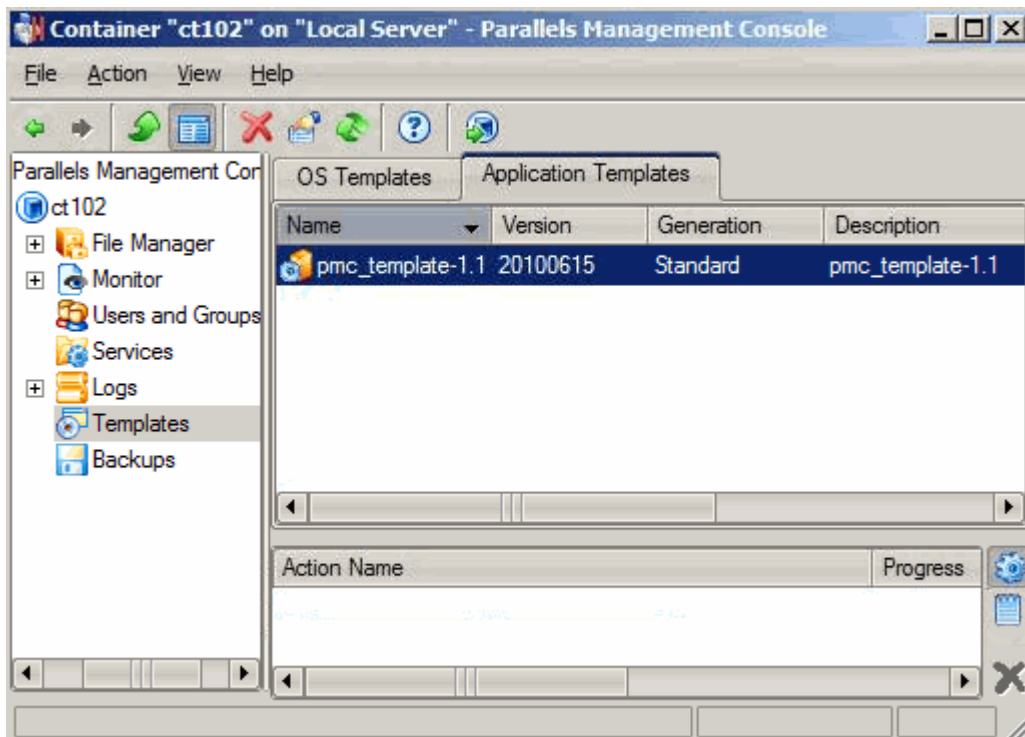 Container "ct102" on "Local Server" - Parallels Management Console
File Action View Help
Parallels Management Con
ct102
File Manager
Monitor
Users and Groups
Services
Logs
Templates
Backups
OS Templates Application Templates
Name Version Generation Description
pmc_template-1.1 20100615 Standard pmc_template-1.1
Action Name Progress